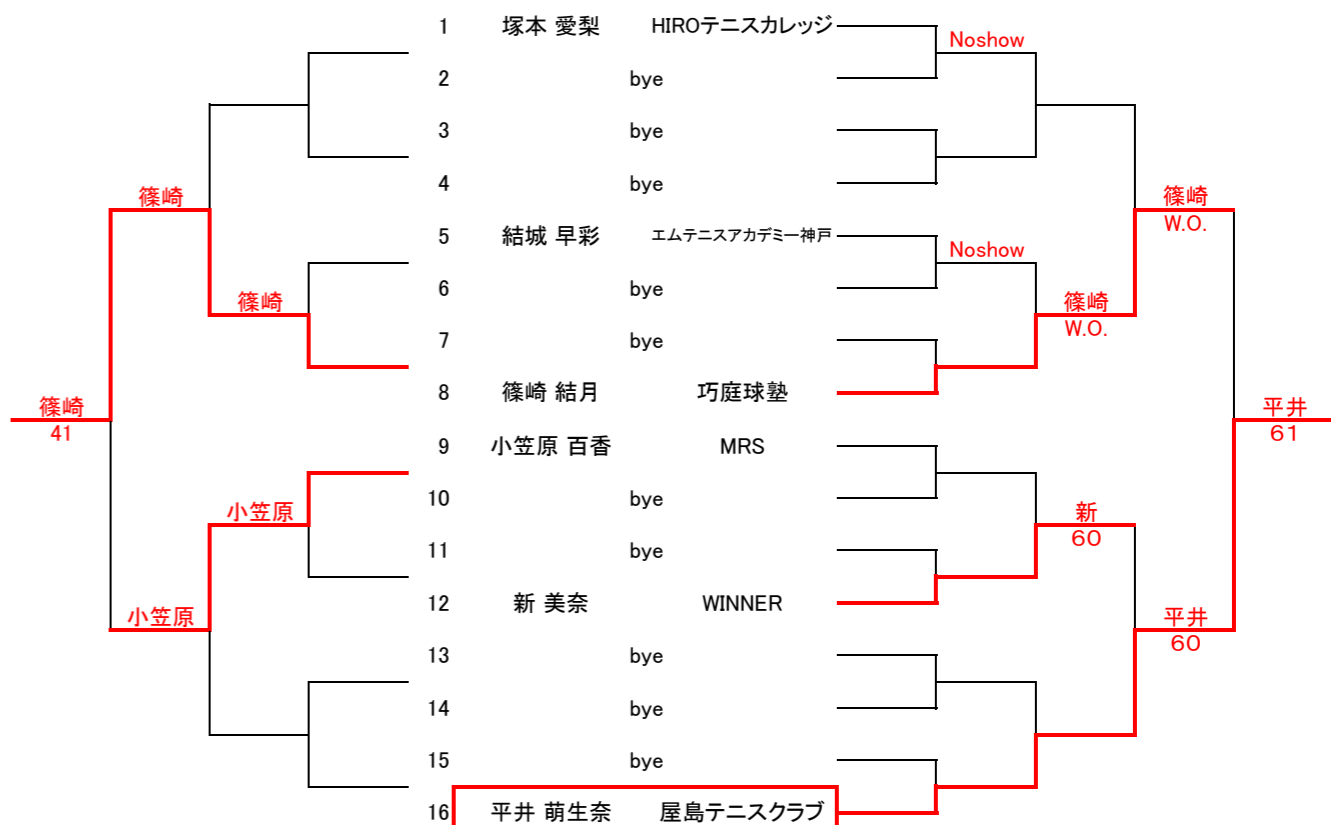 1 塚本 愛梨 HIROテニスカレッジ
Noshow
2 bye
3 bye
4 bye
篠崎
篠崎
W.O.
5 結城 早彩 エムテニスアカデミー神戸
Noshow
6 bye
篠崎
篠崎
W.O.
7 bye
8 篠崎 結月 巧庭球塾
篠崎
41
平井
61
9 小笠原 百香 MRS
10 bye
小笠原
新
60
11 bye
12 新 美奈 WINNER
小笠原
平井
60
13 bye
14 bye
15 bye
16 平井 萌生奈 屋島テニスクラブ